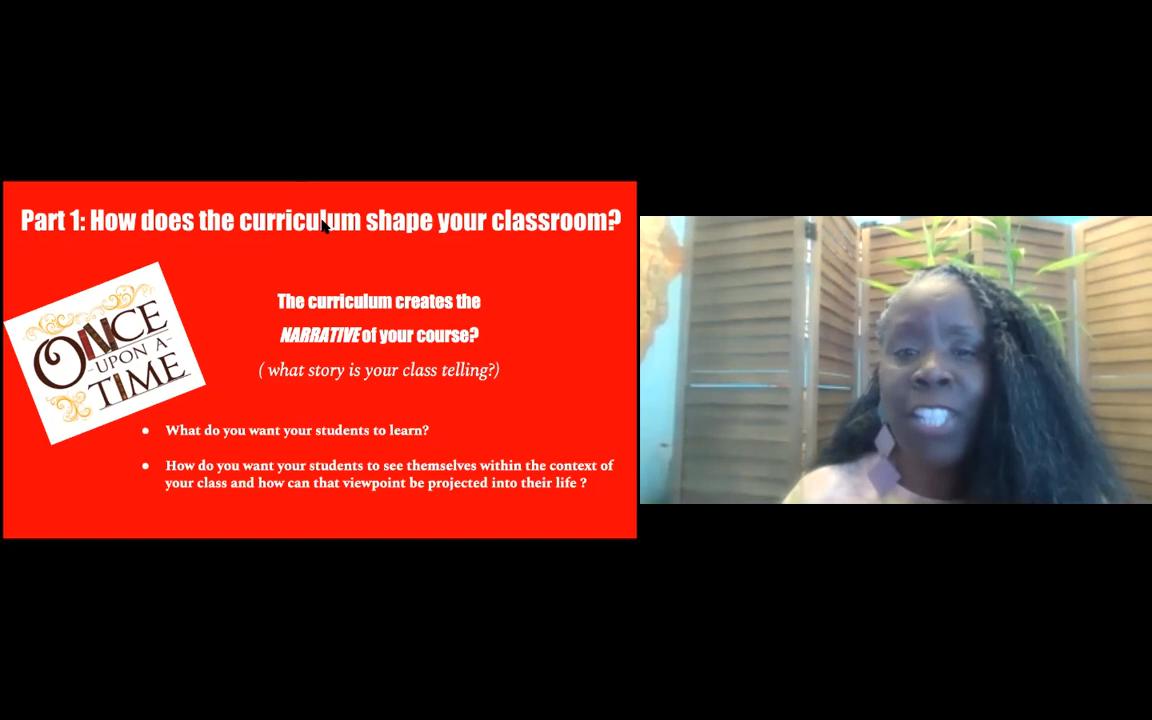 Part 1: How does the curriculum shape your classroom?
ONCE
UPON A
TIME
The curriculum creates the
NARRATIVE of your course?
( what story is your class telling?)
● What do you want your students to learn?
● How do you want your students to see themselves within the context of
your class and how can that viewpoint be projected into their life ?